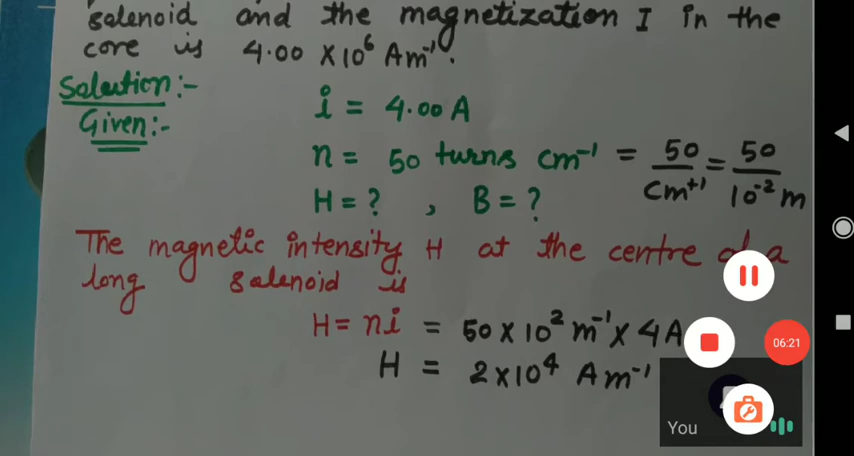 solenoid and the magnetization I in the
core is 4.00 × 10⁶ Am⁻¹.
Solution:-
Given:-
i = 4.00 A
n = 50 turns cm⁻¹ = 50/cm⁺¹ = 50/10⁻² m
H = ? , B = ?
The magnetic intensity H at the centre of a
long solenoid is
H = ni = 50 × 10² m⁻¹ × 4A
H = 2 × 10⁴ A m⁻¹
06:21
You